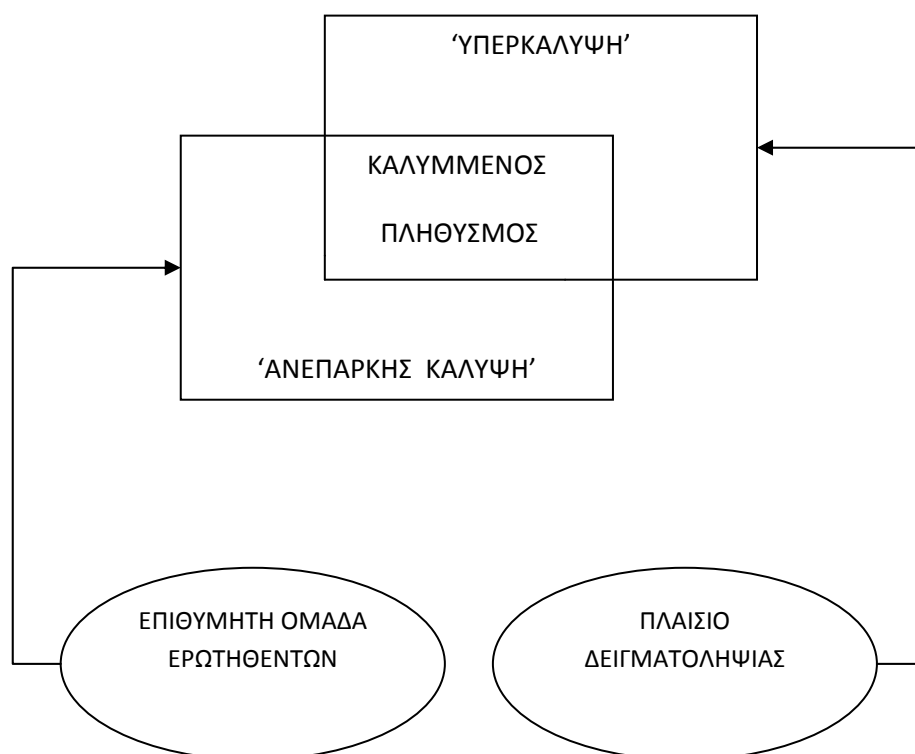 ‘ΥΠΕΡΚΑΛΥΨΗ’
ΚΑΛΥΜΜΕΝΟΣ
ΠΛΗΘΥΣΜΟΣ
‘ΑΝΕΠΑΡΚΗΣ ΚΑΛΥΨΗ’
ΕΠΙΘΥΜΗΤΗ ΟΜΑΔΑ
ΕΡΩΤΗΘΕΝΤΩΝ
ΠΛΑΙΣΙΟ
ΔΕΙΓΜΑΤΟΛΗΨΙΑΣ